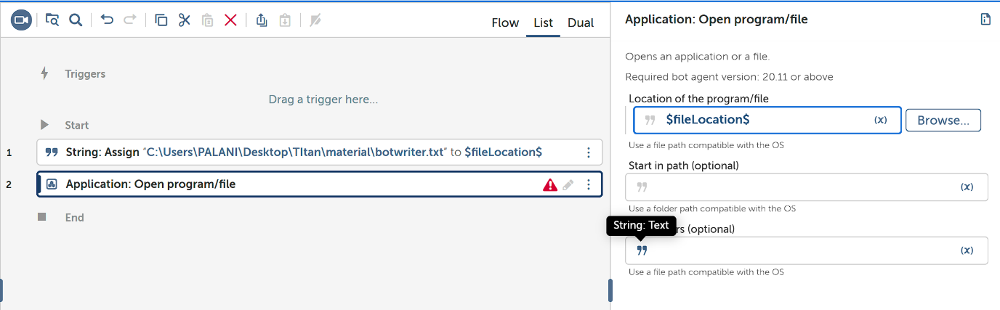 Flow List Dual
Triggers
Drag a trigger here...
Start
1 String: Assign “C:\Users\PALANI\Desktop\TItan\material\botwriter.txt” to $fileLocation$
2 Application: Open program/file
End
Application: Open program/file
Opens an application or a file.
Required bot agent version: 20.11 or above
Location of the program/file
$fileLocation$ (x) Browse...
Use a file path compatible with the OS
Start in path (optional)
(x)
Use a folder path compatible with the OS
String: Text
rs (optional)
(x)
Use a file path compatible with the OS